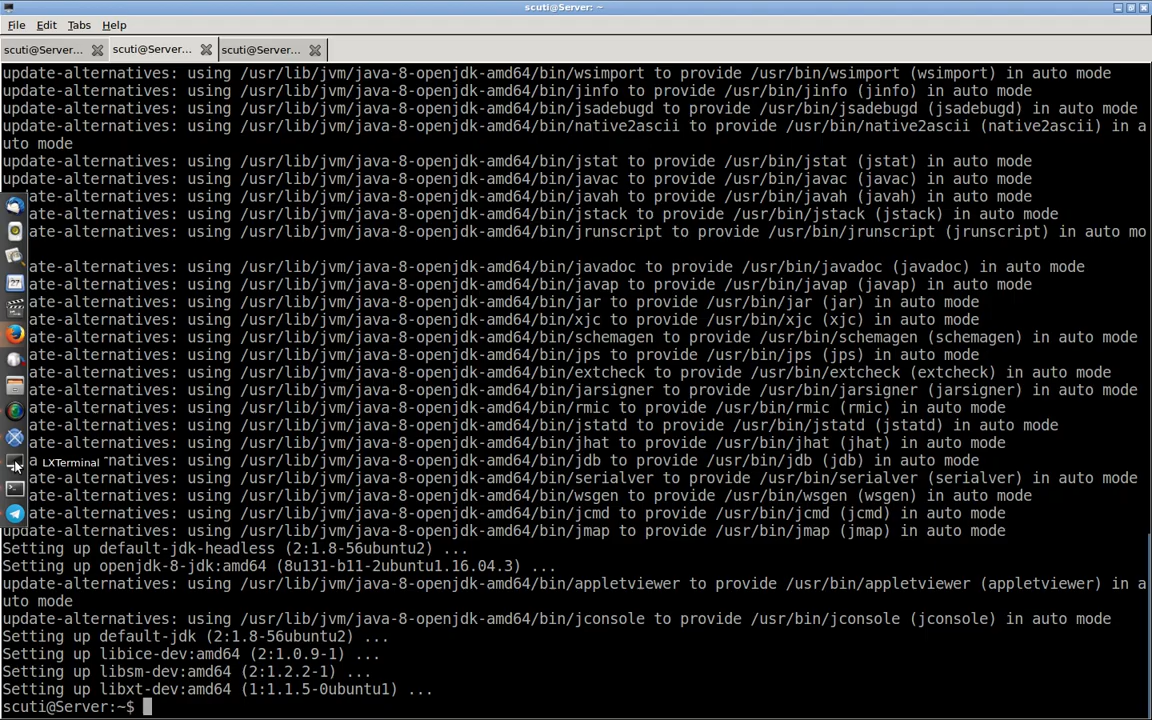 scuti@Server: ~
File Edit Tabs Help
scuti@Server... scuti@Server... scuti@Server...
update-alternatives: using /usr/lib/jvm/java-8-openjdk-amd64/bin/wsimport to provide /usr/bin/wsimport (wsimport) in auto mode
update-alternatives: using /usr/lib/jvm/java-8-openjdk-amd64/bin/jinfo to provide /usr/bin/jinfo (jinfo) in auto mode
update-alternatives: using /usr/lib/jvm/java-8-openjdk-amd64/bin/jsadebugd to provide /usr/bin/jsadebugd (jsadebugd) in auto mode
update-alternatives: using /usr/lib/jvm/java-8-openjdk-amd64/bin/native2ascii to provide /usr/bin/native2ascii (native2ascii) in a
uto mode
update-alternatives: using /usr/lib/jvm/java-8-openjdk-amd64/bin/jstat to provide /usr/bin/jstat (jstat) in auto mode
update-alternatives: using /usr/lib/jvm/java-8-openjdk-amd64/bin/javac to provide /usr/bin/javac (javac) in auto mode
ate-alternatives: using /usr/lib/jvm/java-8-openjdk-amd64/bin/javah to provide /usr/bin/javah (javah) in auto mode
ate-alternatives: using /usr/lib/jvm/java-8-openjdk-amd64/bin/jstack to provide /usr/bin/jstack (jstack) in auto mode
ate-alternatives: using /usr/lib/jvm/java-8-openjdk-amd64/bin/jrunscript to provide /usr/bin/jrunscript (jrunscript) in auto mo
ate-alternatives: using /usr/lib/jvm/java-8-openjdk-amd64/bin/javadoc to provide /usr/bin/javadoc (javadoc) in auto mode
ate-alternatives: using /usr/lib/jvm/java-8-openjdk-amd64/bin/javap to provide /usr/bin/javap (javap) in auto mode
ate-alternatives: using /usr/lib/jvm/java-8-openjdk-amd64/bin/jar to provide /usr/bin/jar (jar) in auto mode
ate-alternatives: using /usr/lib/jvm/java-8-openjdk-amd64/bin/xjc to provide /usr/bin/xjc (xjc) in auto mode
ate-alternatives: using /usr/lib/jvm/java-8-openjdk-amd64/bin/schemagen to provide /usr/bin/schemagen (schemagen) in auto mode
ate-alternatives: using /usr/lib/jvm/java-8-openjdk-amd64/bin/jps to provide /usr/bin/jps (jps) in auto mode
ate-alternatives: using /usr/lib/jvm/java-8-openjdk-amd64/bin/extcheck to provide /usr/bin/extcheck (extcheck) in auto mode
ate-alternatives: using /usr/lib/jvm/java-8-openjdk-amd64/bin/jarsigner to provide /usr/bin/jarsigner (jarsigner) in auto mode
ate-alternatives: using /usr/lib/jvm/java-8-openjdk-amd64/bin/rmic to provide /usr/bin/rmic (rmic) in auto mode
ate-alternatives: using /usr/lib/jvm/java-8-openjdk-amd64/bin/jstatd to provide /usr/bin/jstatd (jstatd) in auto mode
ate-alternatives: using /usr/lib/jvm/java-8-openjdk-amd64/bin/jhat to provide /usr/bin/jhat (jhat) in auto mode
a LXTerminal natives: using /usr/lib/jvm/java-8-openjdk-amd64/bin/jdb to provide /usr/bin/jdb (jdb) in auto mode
ate-alternatives: using /usr/lib/jvm/java-8-openjdk-amd64/bin/serialver to provide /usr/bin/serialver (serialver) in auto mode
ate-alternatives: using /usr/lib/jvm/java-8-openjdk-amd64/bin/wsgen to provide /usr/bin/wsgen (wsgen) in auto mode
ate-alternatives: using /usr/lib/jvm/java-8-openjdk-amd64/bin/jcmd to provide /usr/bin/jcmd (jcmd) in auto mode
update-alternatives: using /usr/lib/jvm/java-8-openjdk-amd64/bin/jmap to provide /usr/bin/jmap (jmap) in auto mode
Setting up default-jdk-headless (2:1.8-56ubuntu2) ...
Setting up openjdk-8-jdk:amd64 (8u131-b11-2ubuntu1.16.04.3) ...
update-alternatives: using /usr/lib/jvm/java-8-openjdk-amd64/bin/appletviewer to provide /usr/bin/appletviewer (appletviewer) in a
uto mode
update-alternatives: using /usr/lib/jvm/java-8-openjdk-amd64/bin/jconsole to provide /usr/bin/jconsole (jconsole) in auto mode
Setting up default-jdk (2:1.8-56ubuntu2) ...
Setting up libice-dev:amd64 (2:1.0.9-1) ...
Setting up libsm-dev:amd64 (2:1.2.2-1) ...
Setting up libxt-dev:amd64 (1:1.1.5-0ubuntu1) ...
scuti@Server:~$